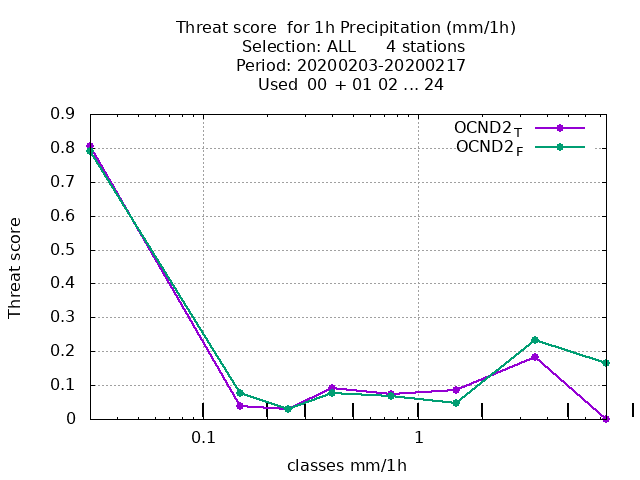 Threat score  for 1h Precipitation (mm/1h)
Selection: ALL      4 stations
Period: 20200203-20200217
Used  00  + 01 02 ... 24
OCND2T
OCND2F
0.9
0.8
0.7
0.6
0.5
0.4
0.3
0.2
0.1
0
Threat score
0.1 1
classes mm/1h